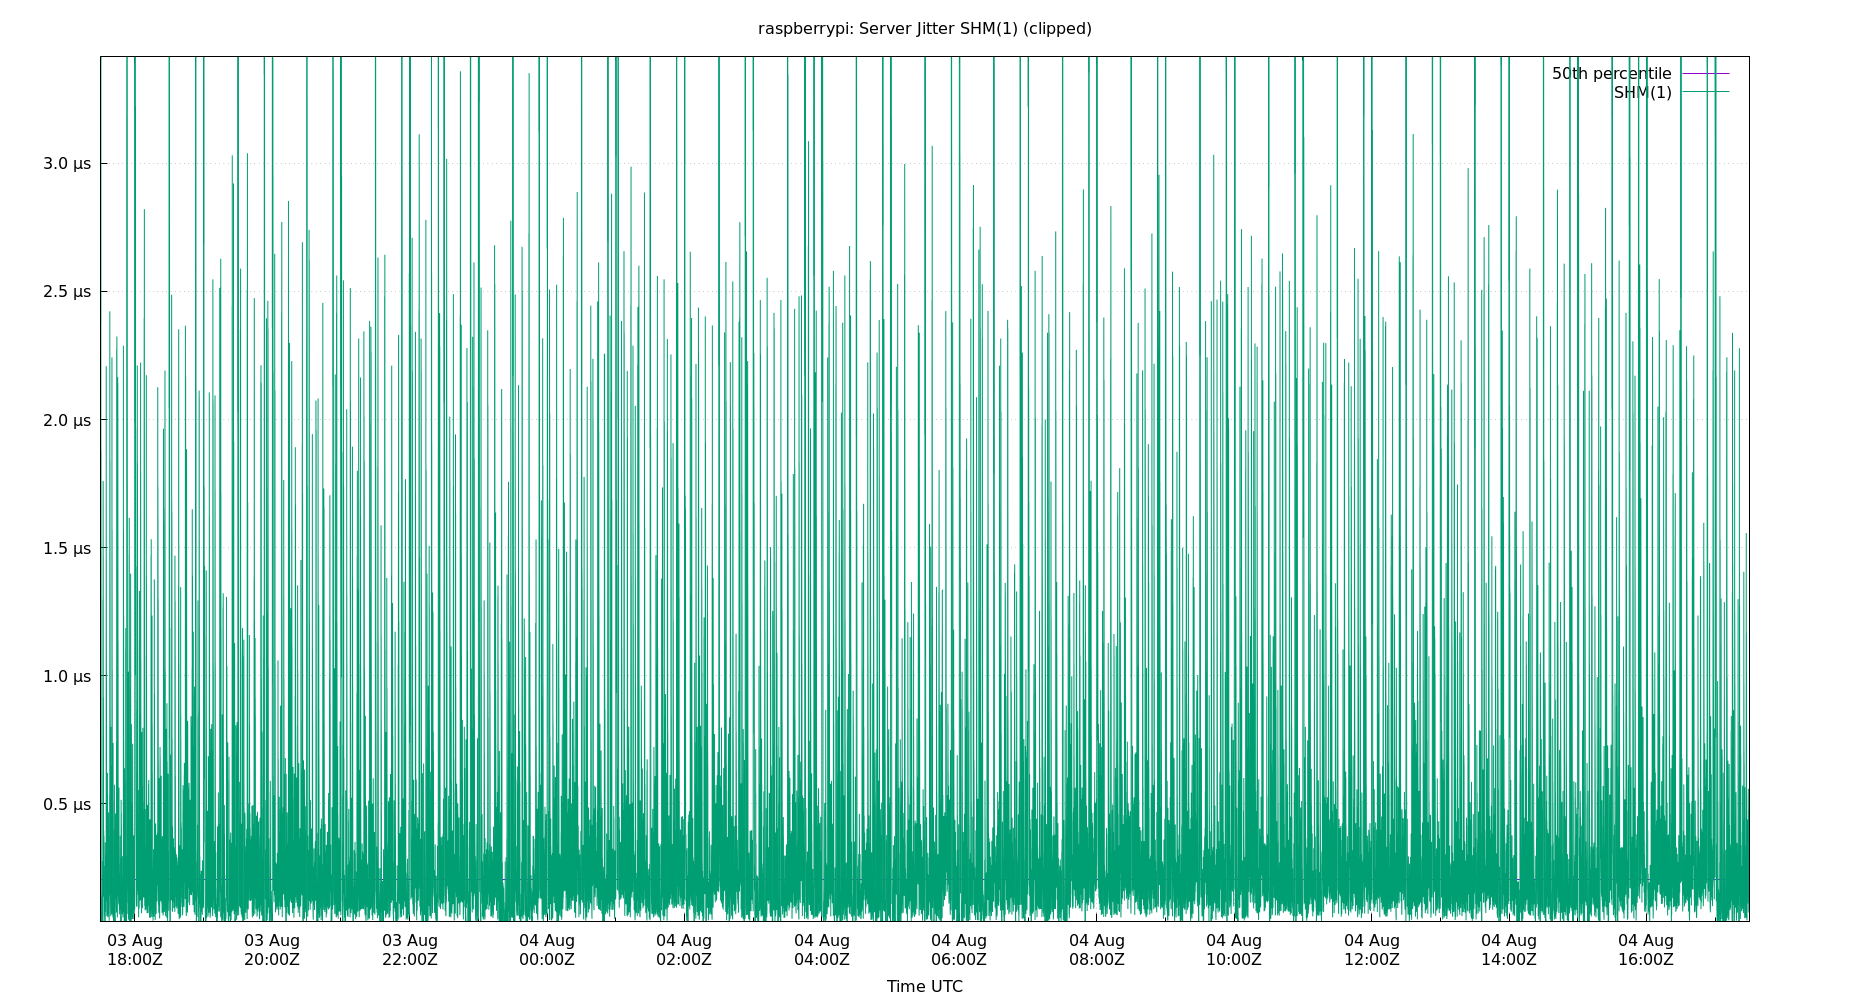 raspberrypi: Server Jitter SHM(1) (clipped)
50th percentile
SHM(1)
3.0 µs
2.5 µs
2.0 µs
1.5 µs
1.0 µs
0.5 µs
03 Aug 03 Aug 03 Aug 04 Aug 04 Aug 04 Aug 04 Aug 04 Aug 04 Aug 04 Aug 04 Aug 04 Aug
18:00Z 20:00Z 22:00Z 00:00Z 02:00Z 04:00Z 06:00Z 08:00Z 10:00Z 12:00Z 14:00Z 16:00Z
Time UTC